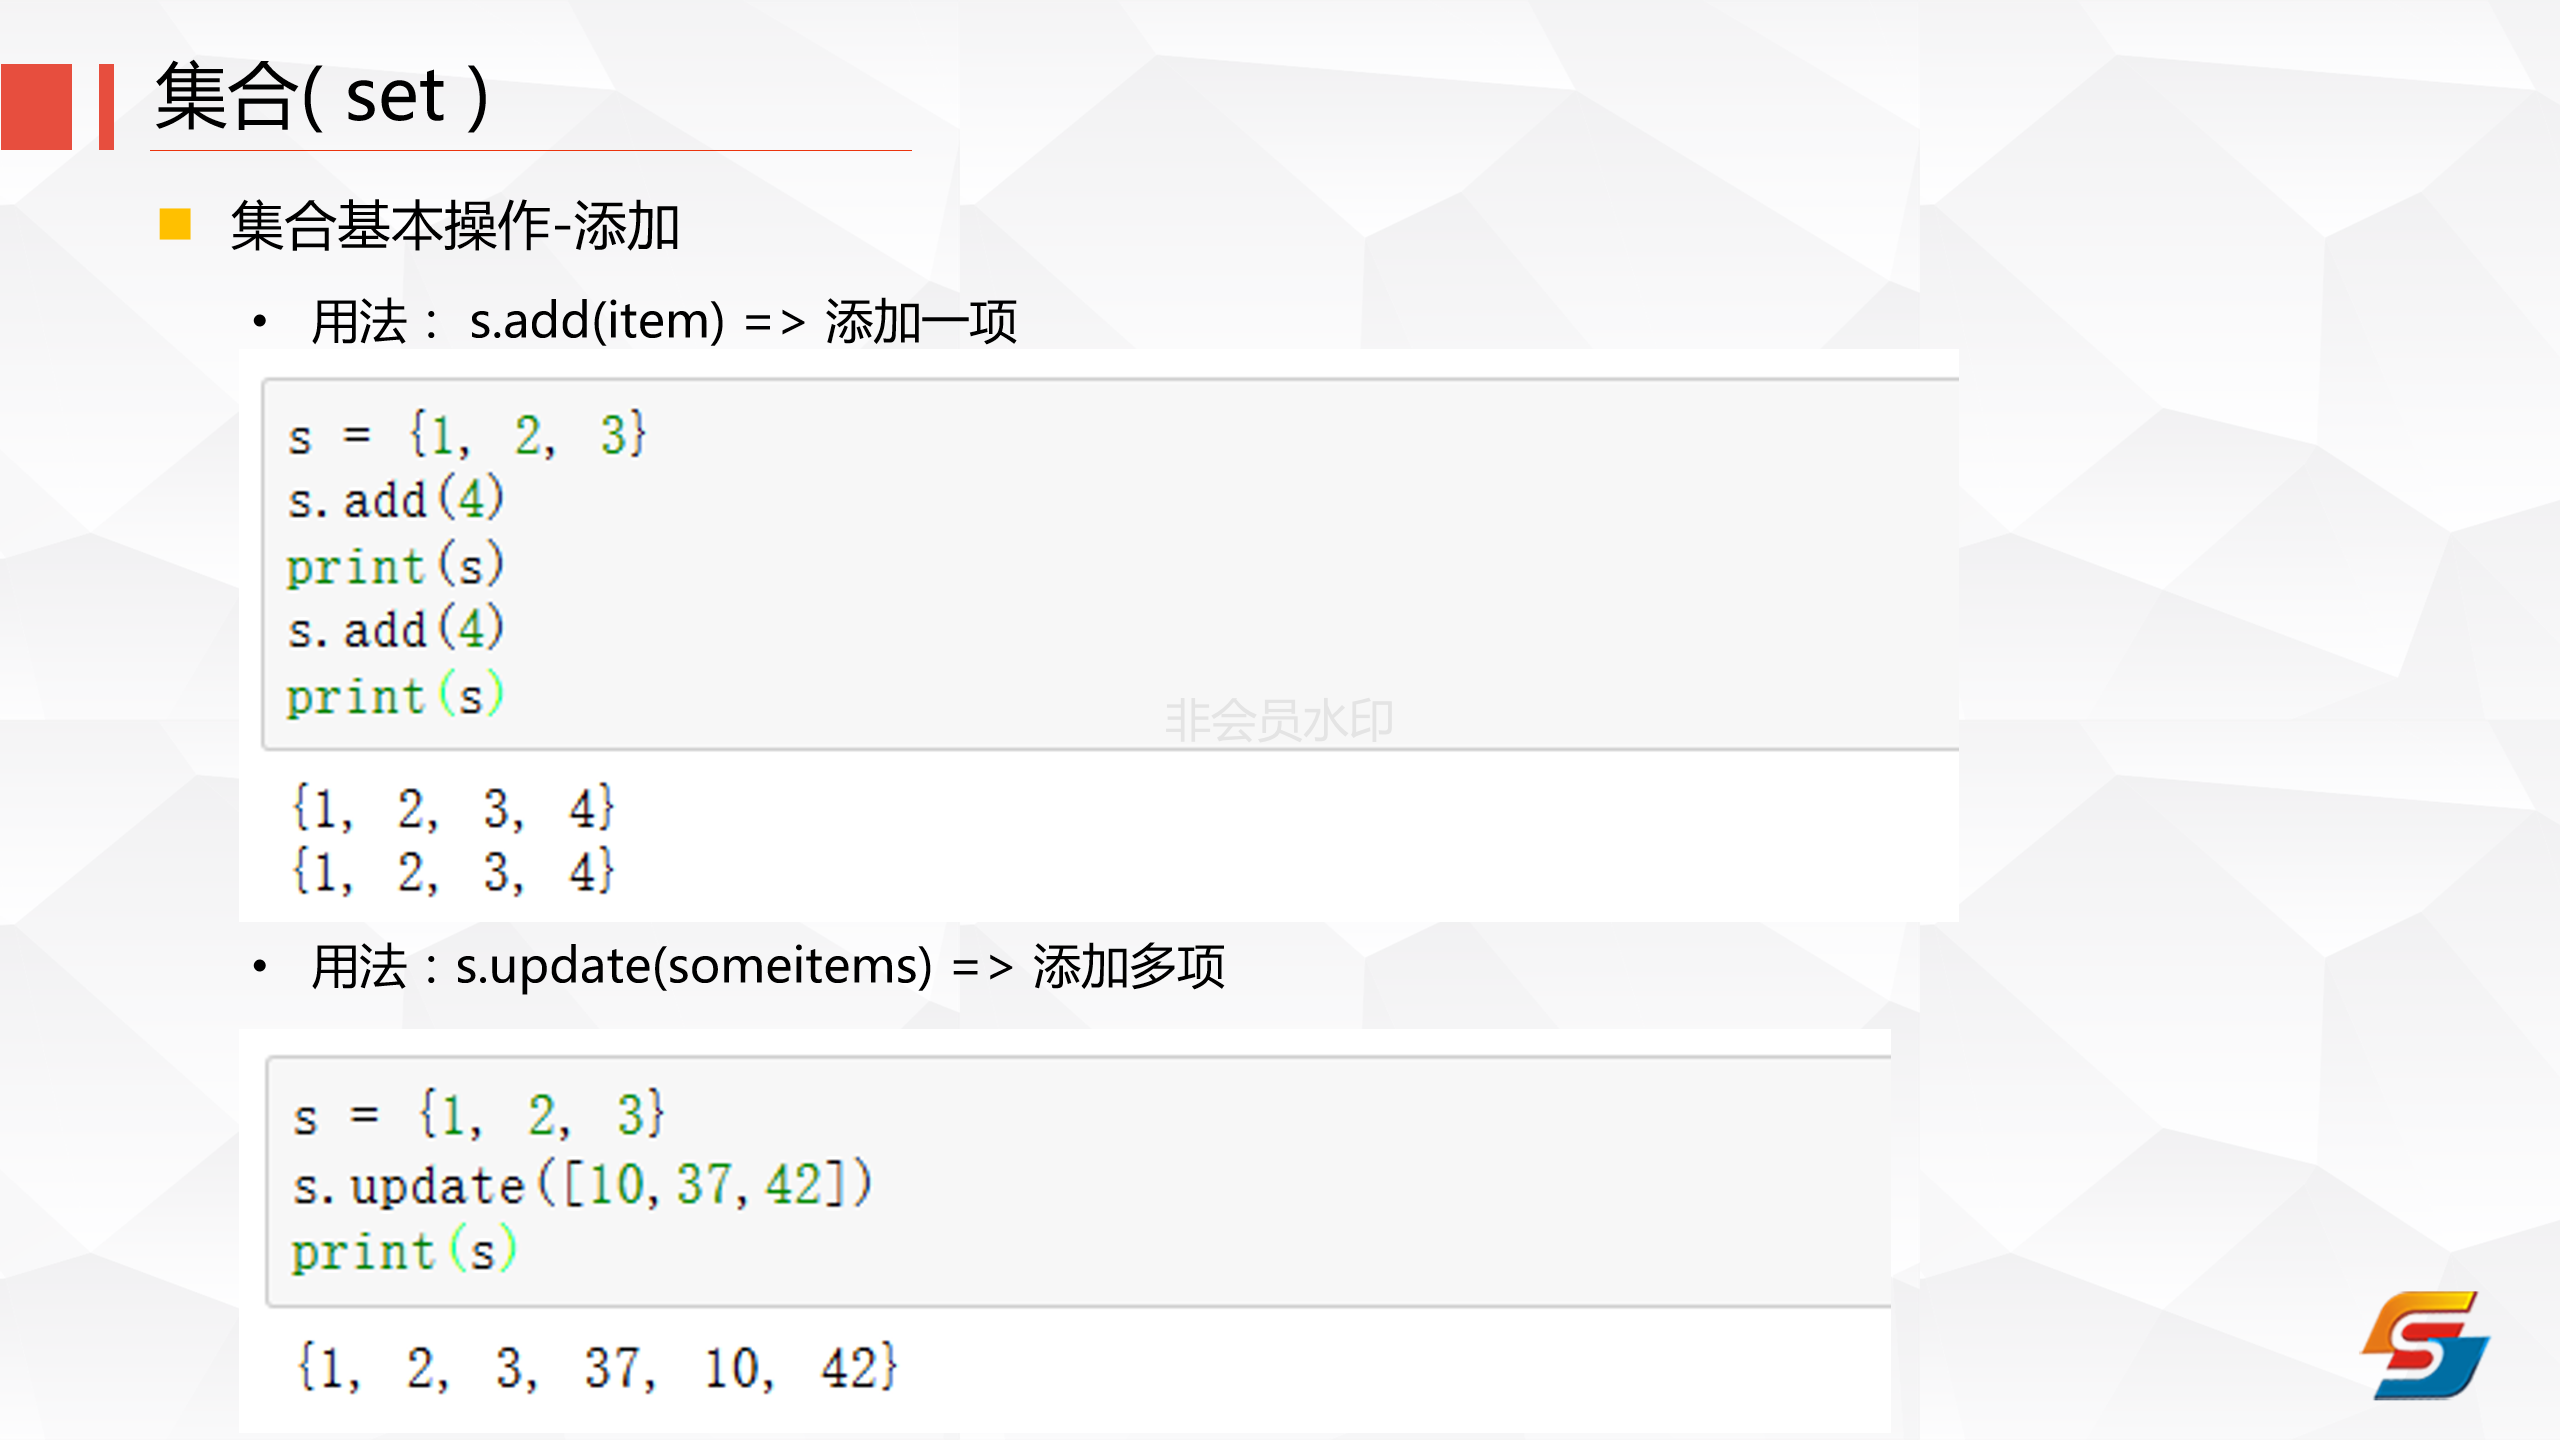 集合( set )
集合基本操作-添加
• 用法： s.add(item) => 添加一项
s = {1, 2, 3}
s.add(4)
print(s)
s.add(4)
print(s)
非会员水印
{1, 2, 3, 4}
{1, 2, 3, 4}
• 用法：s.update(someitems) => 添加多项
s = {1, 2, 3}
s.update([10,37,42])
print(s)
{1, 2, 3, 37, 10, 42}